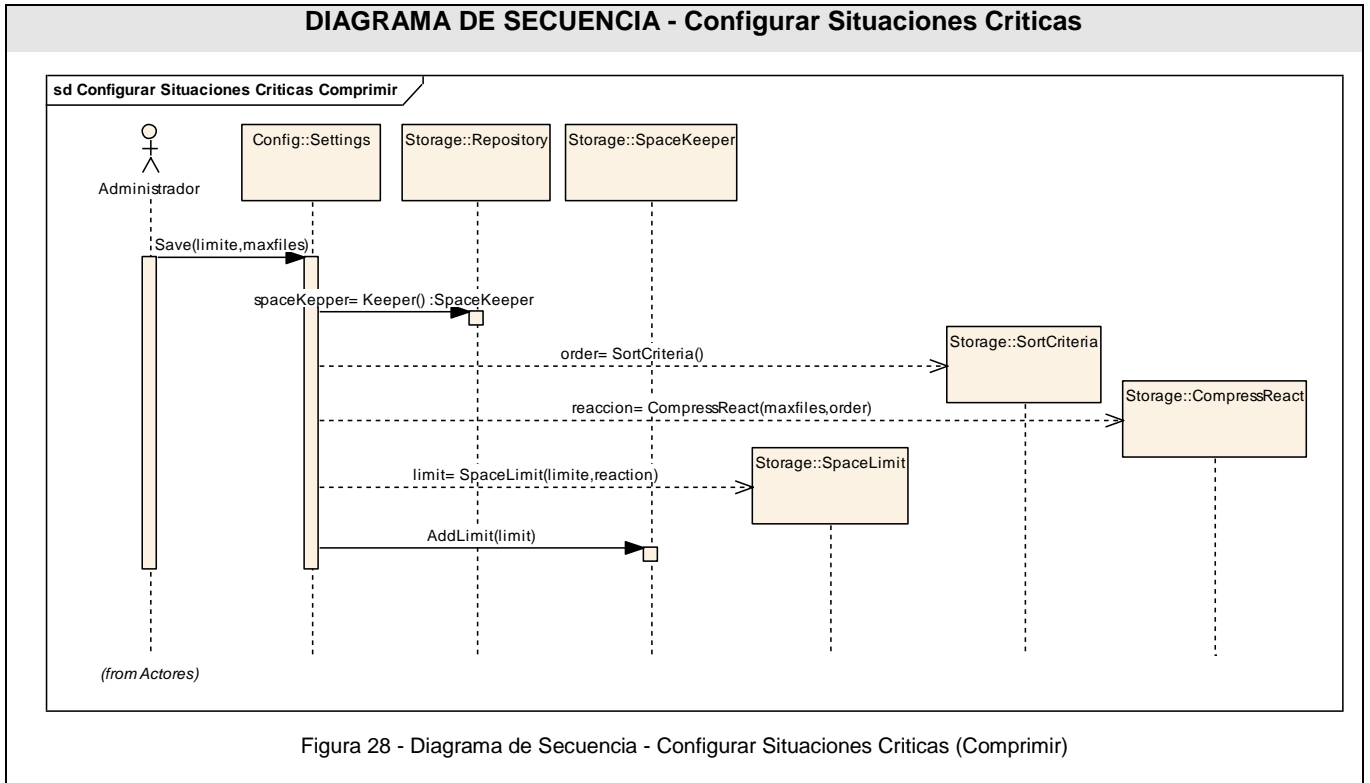 DIAGRAMA DE SECUENCIA - Configurar Situaciones Criticas
sd Configurar Situaciones Criticas Comprimir
Administrador
Config::Settings
Storage::Repository
Storage::SpaceKeeper
Save(limite,maxfiles)
spaceKepper= Keeper() :SpaceKeeper
Storage::SortCriteria
order= SortCriteria()
Storage::CompressReact
reaccion= CompressReact(maxfiles,order)
Storage::SpaceLimit
limit= SpaceLimit(limite,reaction)
AddLimit(limit)
(from Actores)
Figura 28 - Diagrama de Secuencia - Configurar Situaciones Criticas (Comprimir)